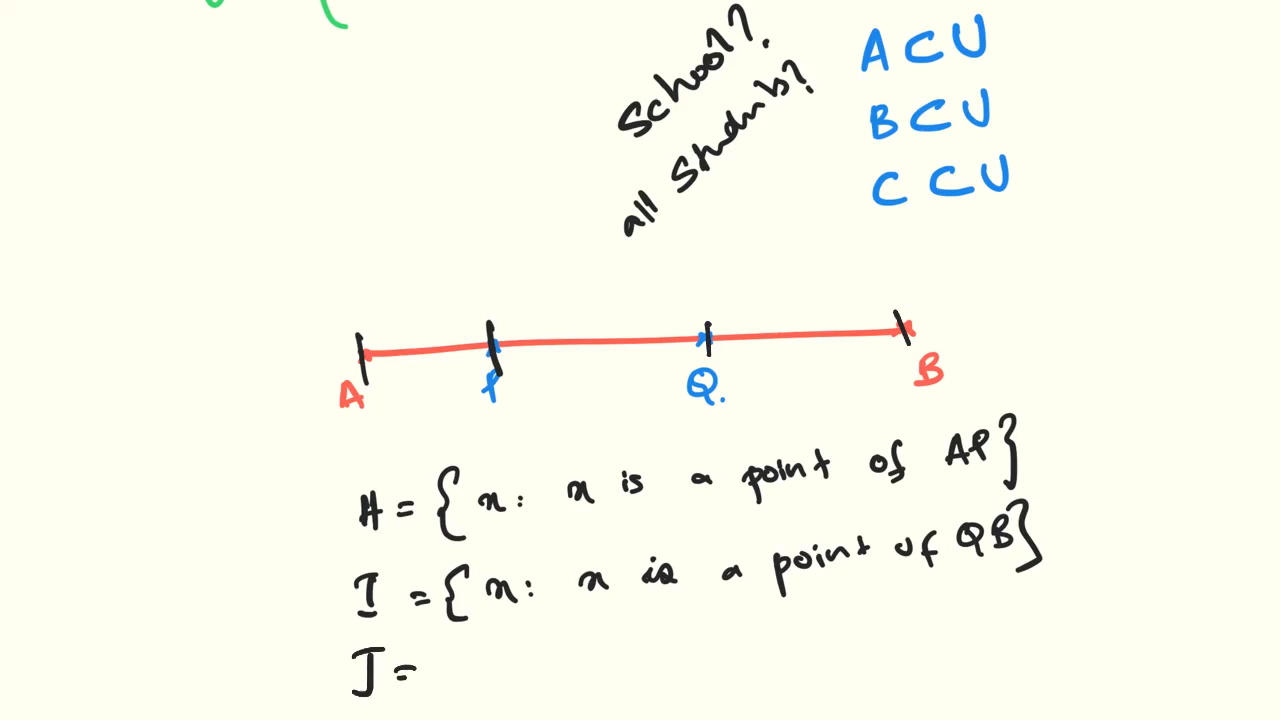 School?
all Students?
A ⊂ U
B ⊂ U
C ⊂ U
A P Q. B
H = { x : x is a point of AP}
I = { x : x is a point of QB}
J =